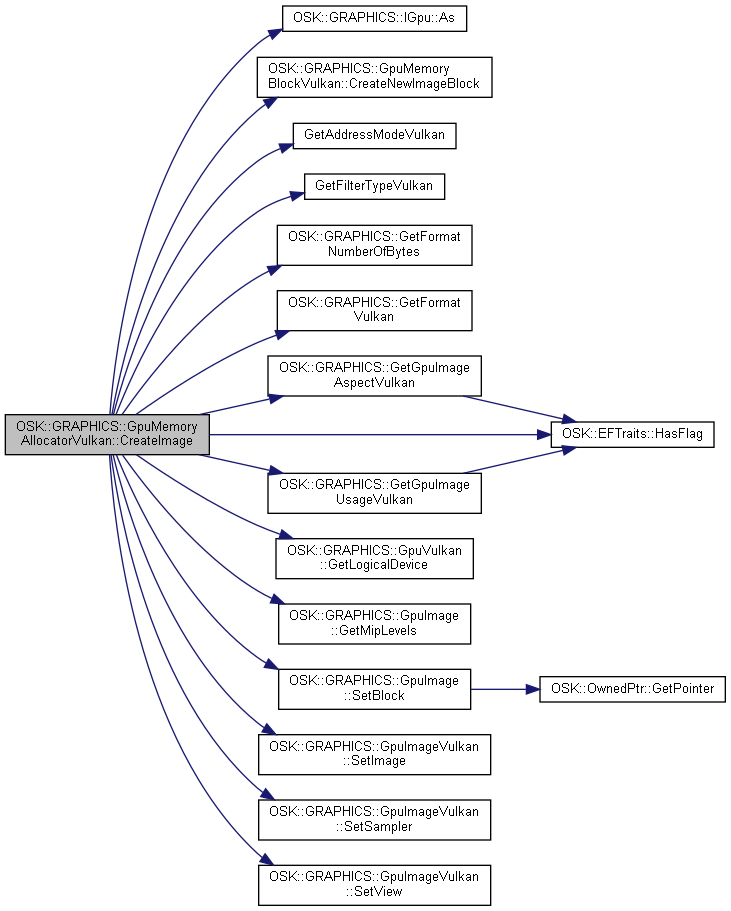 OSK::GRAPHICS::IGpu::As
OSK::GRAPHICS::GpuMemory
BlockVulkan::CreateNewImageBlock
GetAddressModeVulkan
GetFilterTypeVulkan
OSK::GRAPHICS::GetFormat
NumberOfBytes
OSK::GRAPHICS::GetFormat
Vulkan
OSK::GRAPHICS::GetGpuImage
AspectVulkan
OSK::GRAPHICS::GpuMemory
AllocatorVulkan::CreateImage
OSK::EFTraits::HasFlag
OSK::GRAPHICS::GetGpuImage
UsageVulkan
OSK::GRAPHICS::GpuVulkan
::GetLogicalDevice
OSK::GRAPHICS::GpuImage
::GetMipLevels
OSK::GRAPHICS::GpuImage
::SetBlock
OSK::OwnedPtr::GetPointer
OSK::GRAPHICS::GpuImageVulkan
::SetImage
OSK::GRAPHICS::GpuImageVulkan
::SetSampler
OSK::GRAPHICS::GpuImageVulkan
::SetView